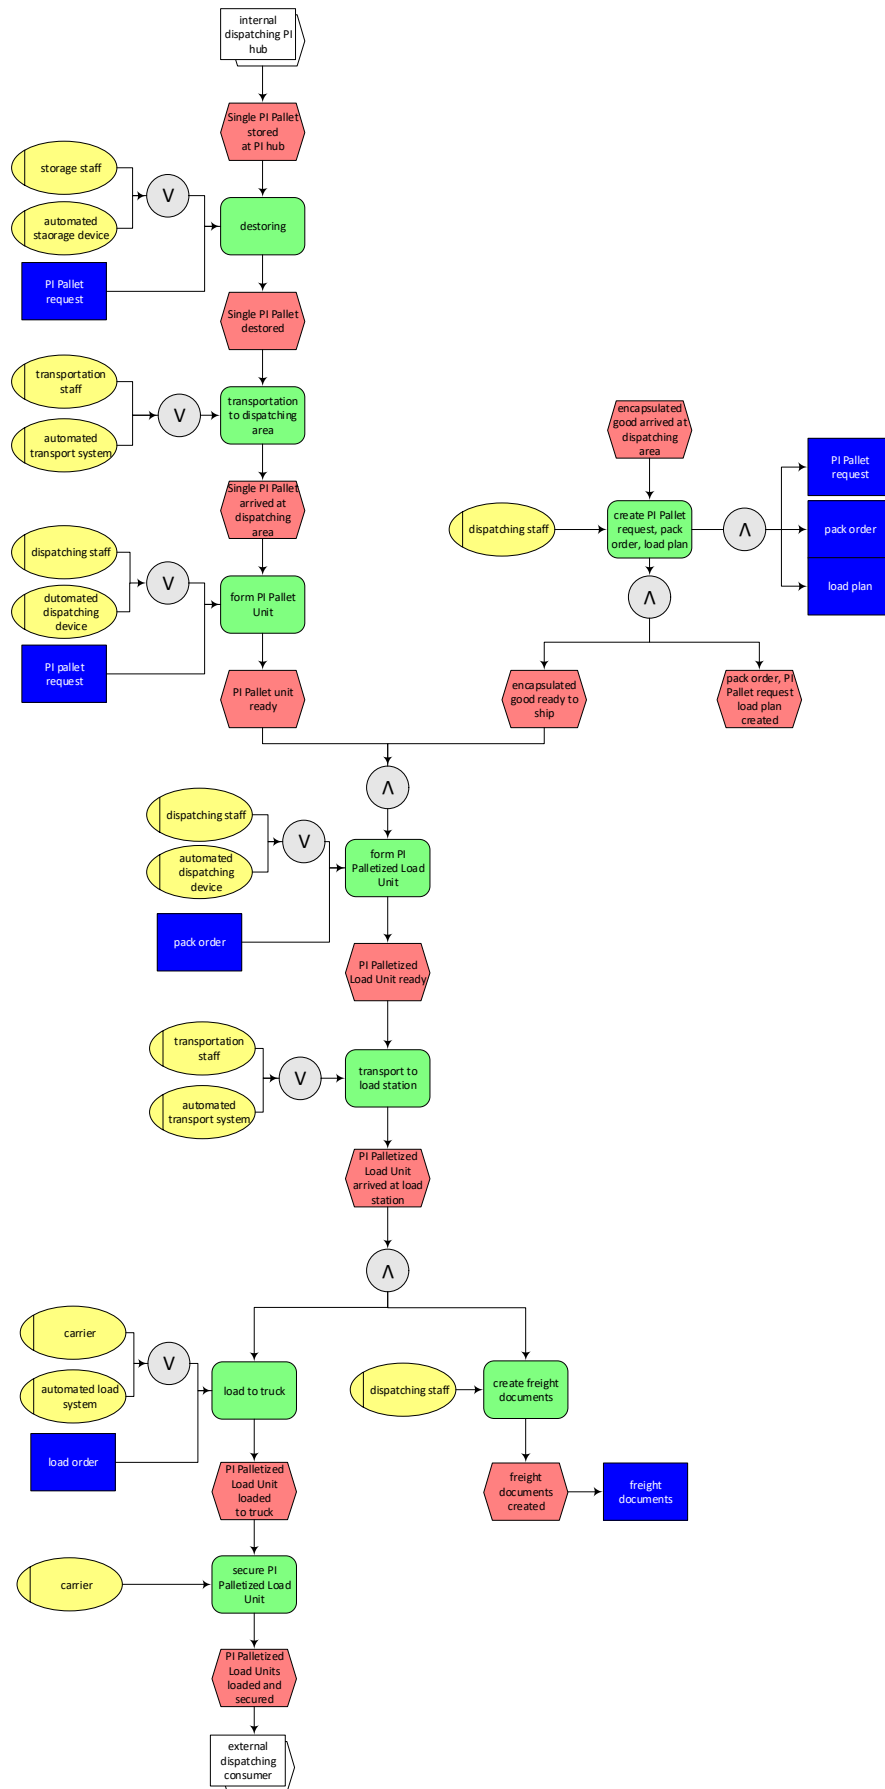 internal
dispatching PI
hub
Single PI Pallet
stored
at PI hub
storage staff
V
automated
staorage device
destoring
PI Pallet
request
Single PI Pallet
destored
transportation
staff
V
automated
transport system
transportation
to dispatching
area
encapsulated
good arrived at
dispatching
area
PI Pallet
request
Single PI Pallet
arrived at
dispatching
area
dispatching staff
create PI Pallet
request, pack
order, load plan
Λ
pack order
load plan
dispatching staff
V
dutomated
dispatching
device
form PI Pallet
Unit
Λ
PI pallet
request
PI Pallet unit
ready
encapsulated
good ready to
ship
pack order, PI
Pallet request
load plan
created
Λ
dispatching staff
V
automated
dispatching
device
form PI
Palletized Load
Unit
pack order
PI Palletized
Load Unit ready
transportation
staff
V
automated
transport system
transport to
load station
PI Palletized
Load Unit
arrived at load
station
Λ
carrier
V
automated load
system
load to truck
dispatching staff
create freight
documents
load order
PI Palletized
Load Unit
loaded
to truck
freight
documents
created
freight
documents
carrier
secure PI
Palletized Load
Unit
PI Palletized
Load Units
loaded and
secured
external
dispatching
consumer